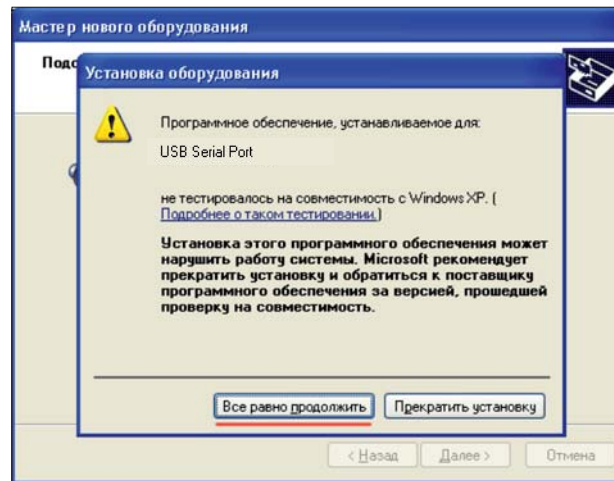 Мастер нового оборудования
Подс
Установка оборудования
Программное обеспечение, устанавливаемое для:
USB Serial Port
не тестировалось на совместимость с Windows XP. (
Подробнее о таком тестировании.)
Установка этого программного обеспечения может
нарушить работу системы. Microsoft рекомендует
прекратить установку и обратиться к поставщику
программного обеспечения за версией, прошедшей
проверку на совместимость.
Все равно продолжить Прекратить установку
< Назад Далее > Отмена